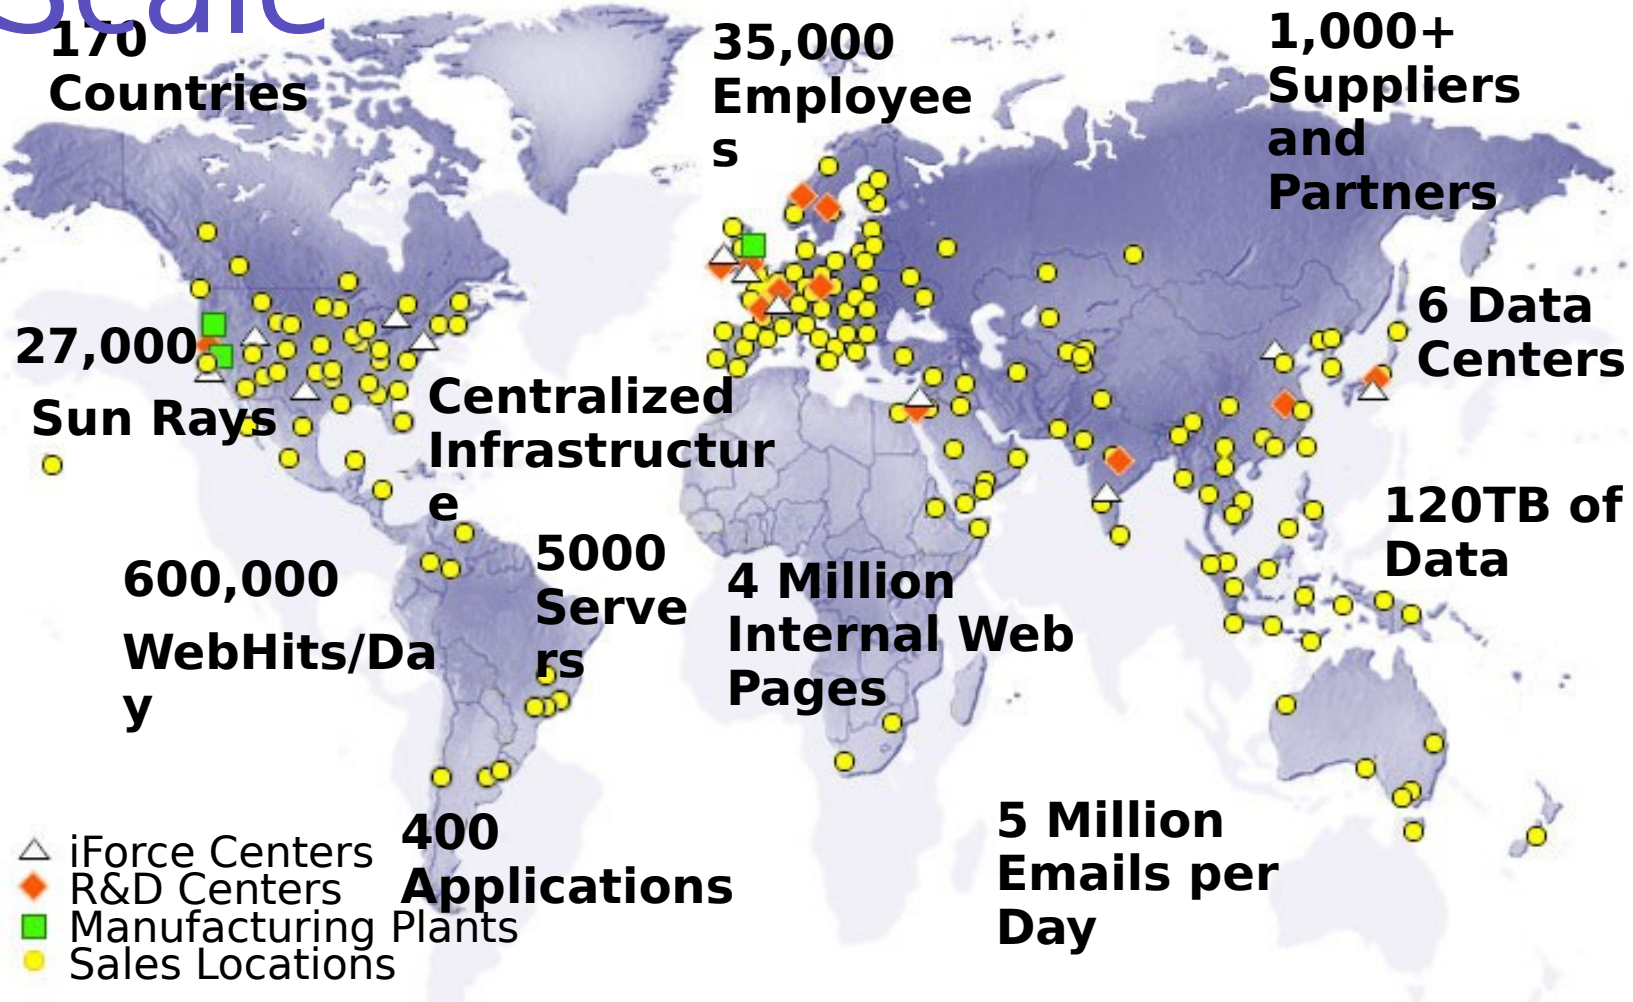 Scale
170
Countries
35,000
Employee
s
1,000+
Suppliers
and
Partners
27,000
Sun Rays
6 Data
Centers
Centralized
Infrastructur
e
120TB of
Data
600,000
WebHits/Da
y
5000
Serve
rs
4 Million
Internal Web
Pages
400
Applications
5 Million
Emails per
Day
iForce Centers
R&D Centers
Manufacturing Plants
Sales Locations